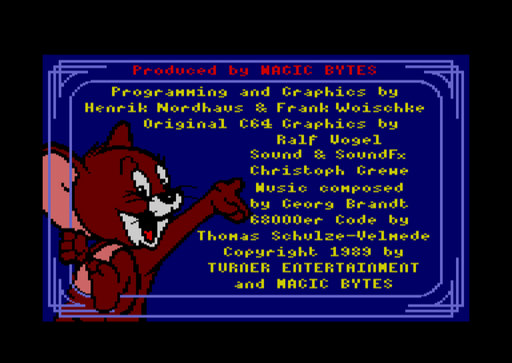 Produced by MAGIC BYTES
Programming and Graphics by
Henrik Nordhaus & Frank Woischke
Original C64 Graphics by
Ralf Vogel
Sound & SoundFx
Christoph Grewe
Music composed
by Georg Brandt
68000er Code by
Thomas Schulze-Velmede
Copyright 1989 by
TURNER ENTERTAINMENT
and MAGIC BYTES